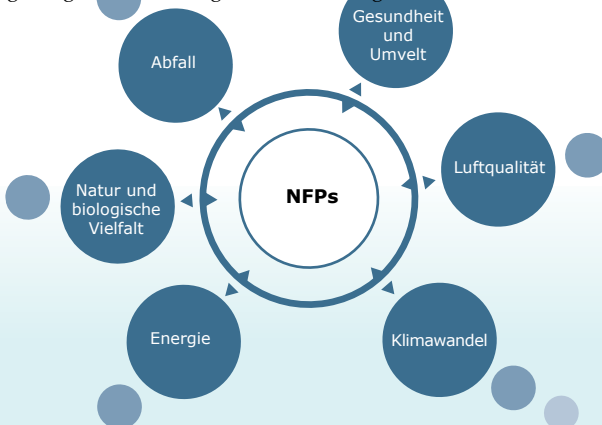 Gesundheit
und
Umvelt
Abfall
Luftqualität
Natur und
biologische
Vielfalt
NFPs
Energie
Klimawandel